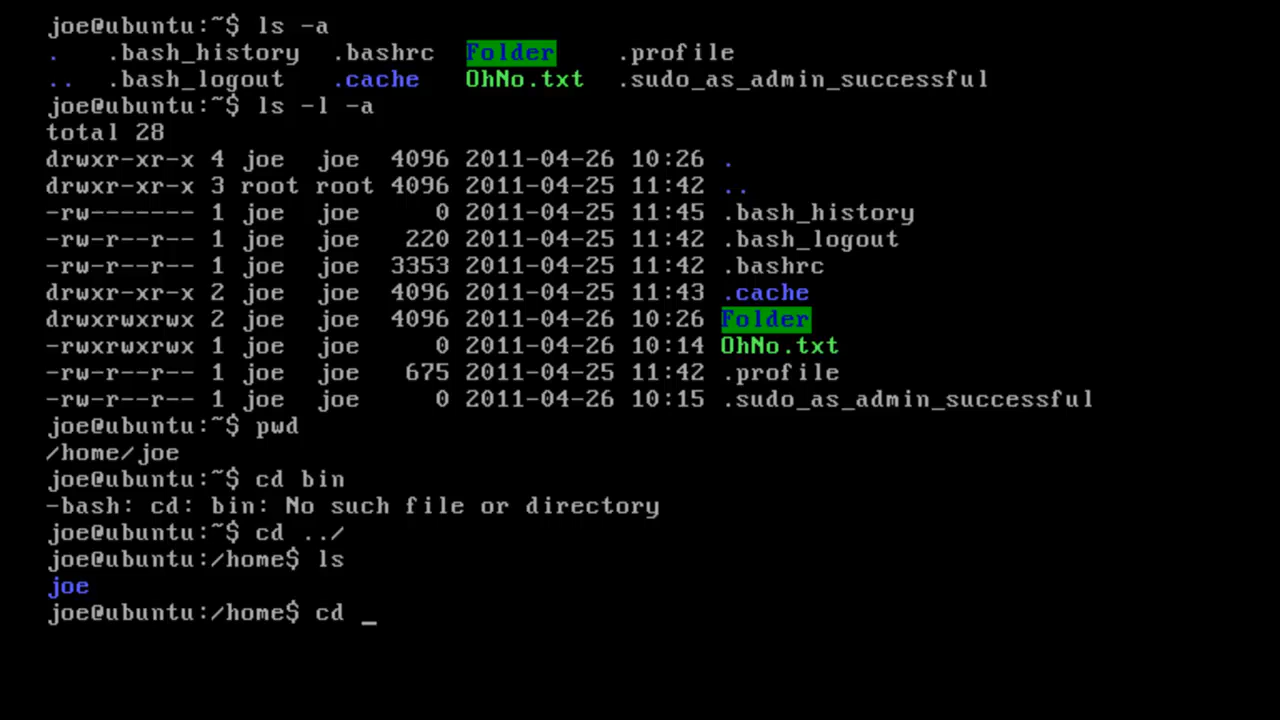 joe@ubuntu:~$ ls -a
. .bash_history .bashrc Folder .profile
.. .bash_logout .cache OhNo.txt .sudo_as_admin_successful
joe@ubuntu:~$ ls -l -a
total 28
drwxr-xr-x 4 joe joe 4096 2011-04-26 10:26 .
drwxr-xr-x 3 root root 4096 2011-04-25 11:42 ..
-rw------- 1 joe joe 0 2011-04-25 11:45 .bash_history
-rw-r--r-- 1 joe joe 220 2011-04-25 11:42 .bash_logout
-rw-r--r-- 1 joe joe 3353 2011-04-25 11:42 .bashrc
drwxr-xr-x 2 joe joe 4096 2011-04-25 11:43 .cache
drwxrwxrwx 2 joe joe 4096 2011-04-26 10:26 Folder
-rwxrwxrwx 1 joe joe 0 2011-04-26 10:14 OhNo.txt
-rw-r--r-- 1 joe joe 675 2011-04-25 11:42 .profile
-rw-r--r-- 1 joe joe 0 2011-04-26 10:15 .sudo_as_admin_successful
joe@ubuntu:~$ pwd
/home/joe
joe@ubuntu:~$ cd bin
-bash: cd: bin: No such file or directory
joe@ubuntu:~$ cd ../
joe@ubuntu:/home$ ls
joe
joe@ubuntu:/home$ cd _